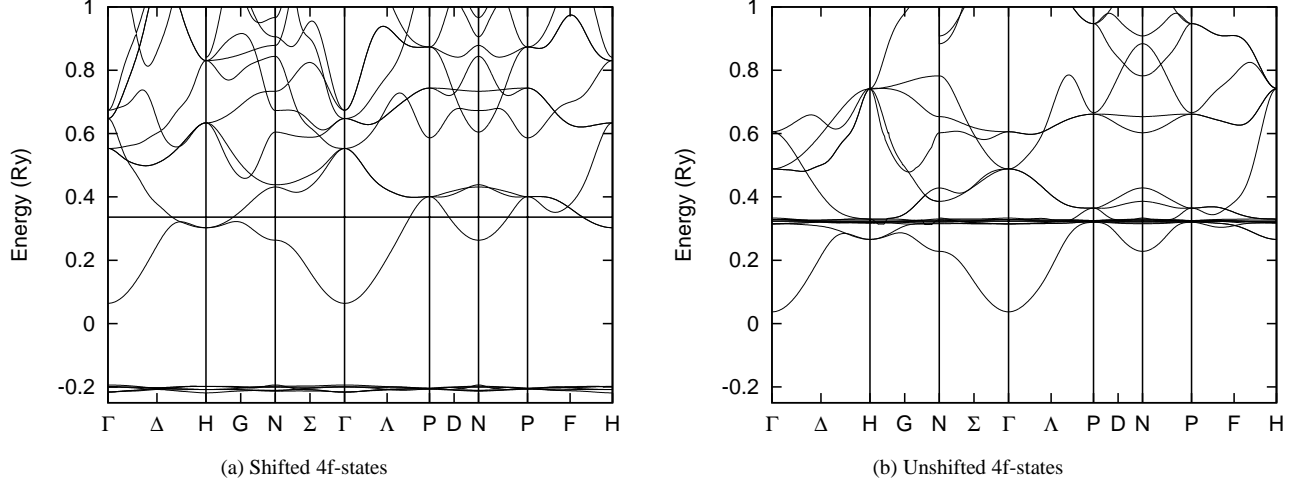 1
0.8
0.6
0.4
0.2
0
-0.2
Energy (Ry)
Γ Δ H G N Σ Γ Λ P D N P F H
(a) Shifted 4f-states
1
0.8
0.6
0.4
0.2
0
-0.2
Energy (Ry)
Γ Δ H G N Σ Γ Λ P D N P F H
(b) Unshifted 4f-states